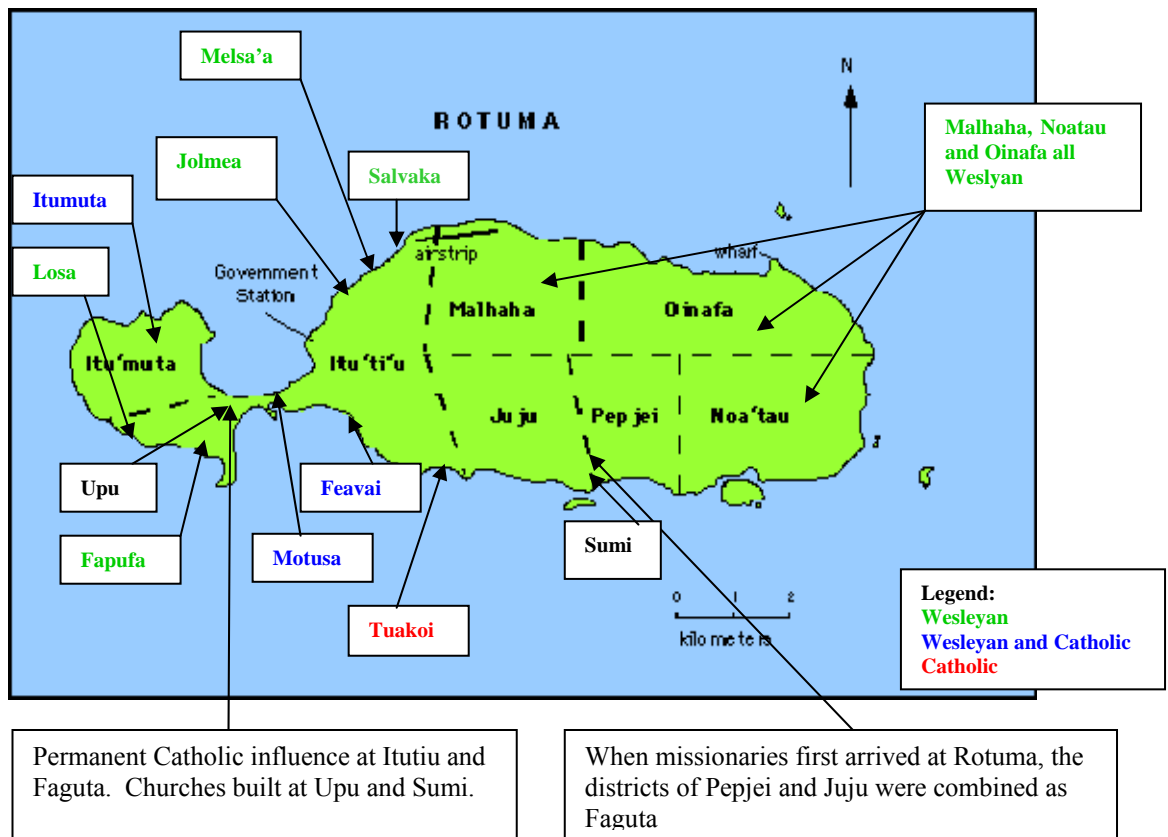 Melsa'a
N
ROTUMA
Malhaha, Noatau
and Oinafa all
Weslyan
Jolmea
Salvaka
Itumuta
airstrip
wharf
Government
Station
Losa
Malhaha
Oinafa
Itu'muta
Itu'ti'u
Juju
Pepjei
Noa'tau
Upu
Feavai
Sumi
Fapufa
Motusa
Tuakoi
0 1 2
kilometers
Legend:
Wesleyan
Wesleyan and Catholic
Catholic
Permanent Catholic influence at Itutiu and
Faguta. Churches built at Upu and Sumi.
When missionaries first arrived at Rotuma, the
districts of Pepjei and Juju were combined as
Faguta